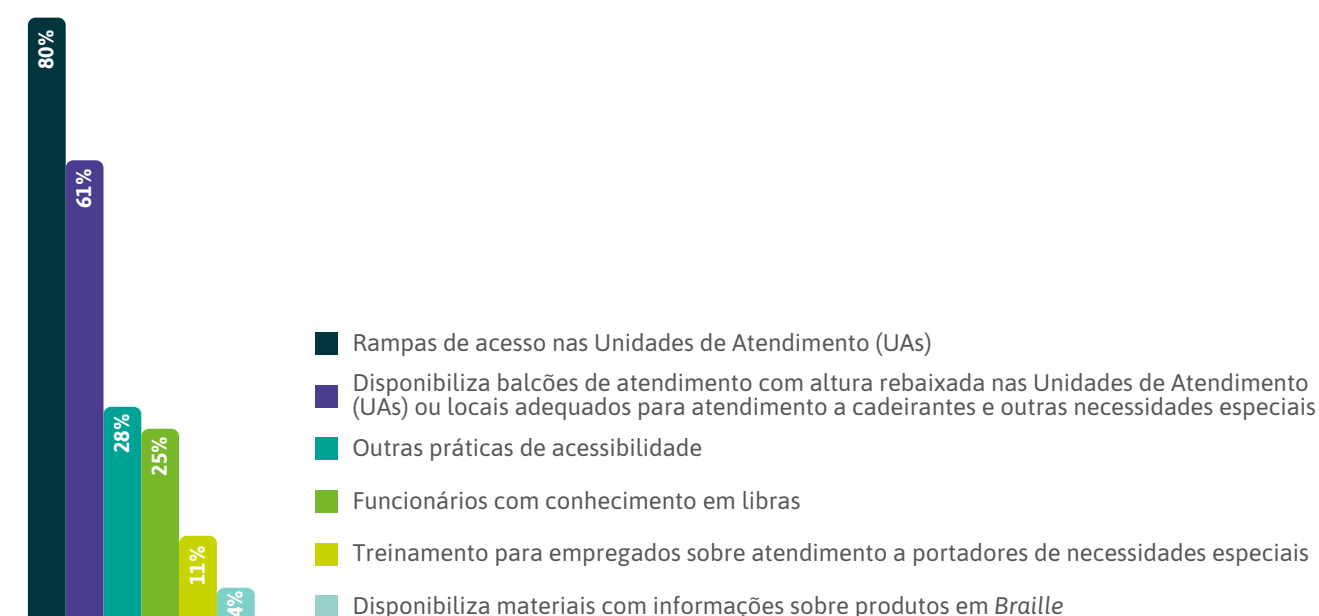 80%
61%
28%
25%
11%
4%
Rampas de acesso nas Unidades de Atendimento (UAs)
Disponibiliza balcões de atendimento com altura rebaixada nas Unidades de Atendimento
(UAs) ou locais adequados para atendimento a cadeirantes e outras necessidades especiais
Outras práticas de acessibilidade
Funcionários com conhecimento em libras
Treinamento para empregados sobre atendimento a portadores de necessidades especiais
Disponibiliza materiais com informações sobre produtos em Braille